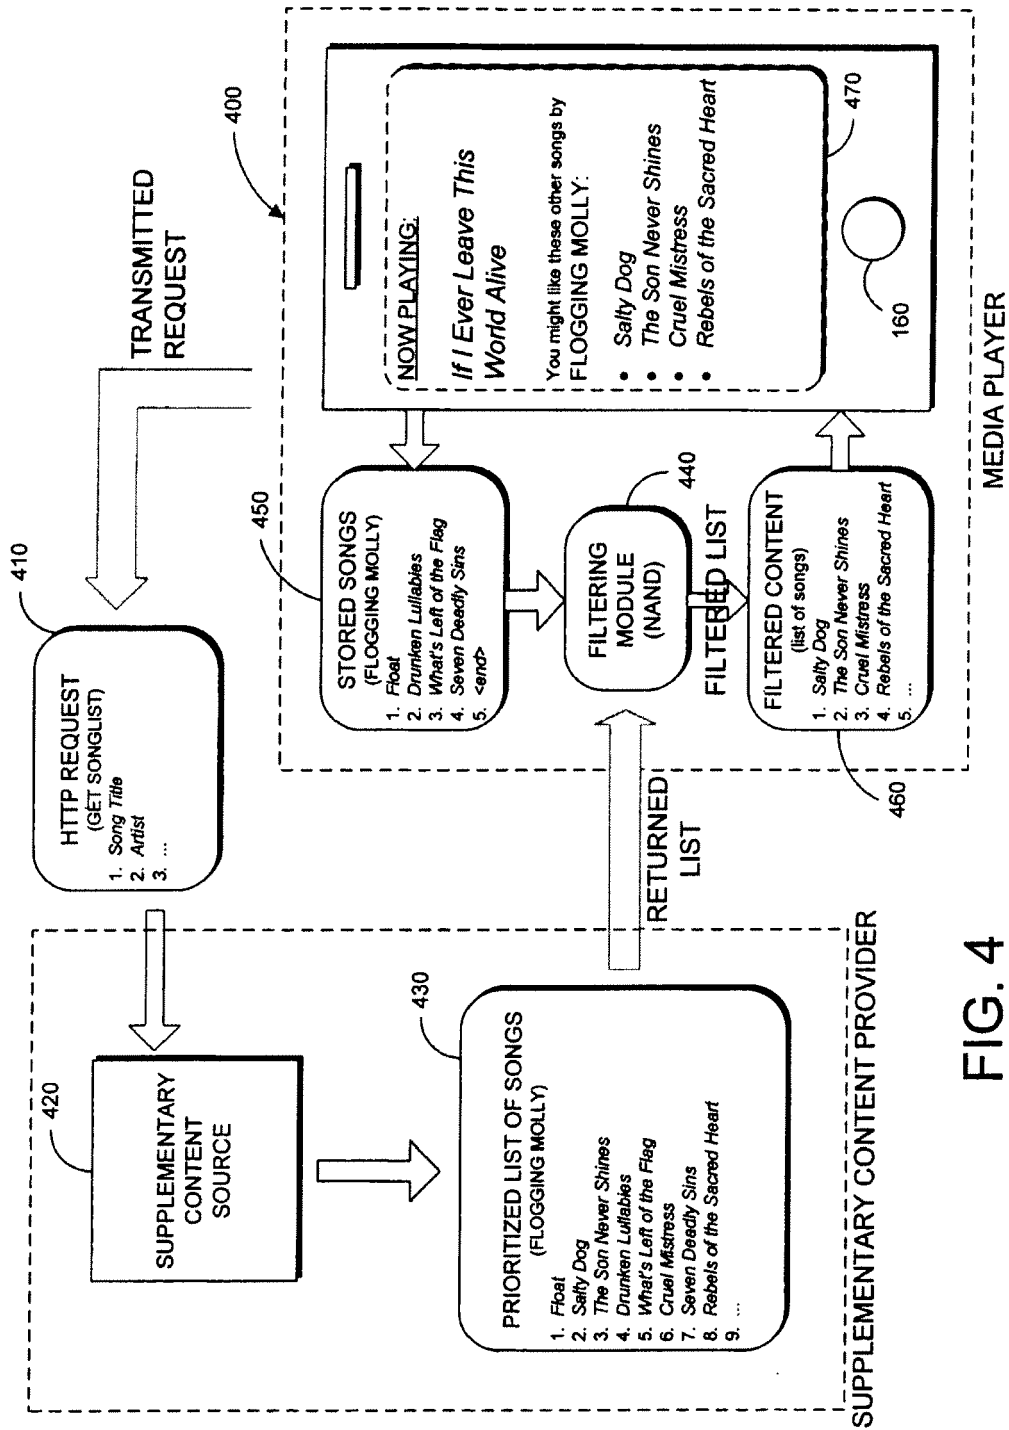 400
TRANSMITTED
REQUEST
410
HTTP REQUEST
(GET SONGLIST)
1. Song Title
2. Artist
3. ...
420
SUPPLEMENTARY
CONTENT
SOURCE
430
PRIORITIZED LIST OF SONGS
(FLOGGING MOLLY)
1. Float
2. Salty Dog
3. The Son Never Shines
4. Drunken Lullabies
5. What's Left of the Flag
6. Cruel Mistress
7. Seven Deadly Sins
8. Rebels of the Sacred Heart
9. ...
SUPPLEMENTARY CONTENT PROVIDER
RETURNED
LIST
450
STORED SONGS
(FLOGGING MOLLY)
1. Float
2. Drunken Lullabies
3. What's Left of the Flag
4. Seven Deadly Sins
5. <end>
440
FILTERING
MODULE
(NAND)
FILTERED LIST
460
FILTERED CONTENT
(list of songs)
1. Salty Dog
2. The Son Never Shines
3. Cruel Mistress
4. Rebels of the Sacred Heart
5. ...
NOW PLAYING:
If I Ever Leave This
World Alive
You might like these other songs by
FLOGGING MOLLY:
• Salty Dog
• The Son Never Shines
• Cruel Mistress
• Rebels of the Sacred Heart
470
160
MEDIA PLAYER
FIG. 4